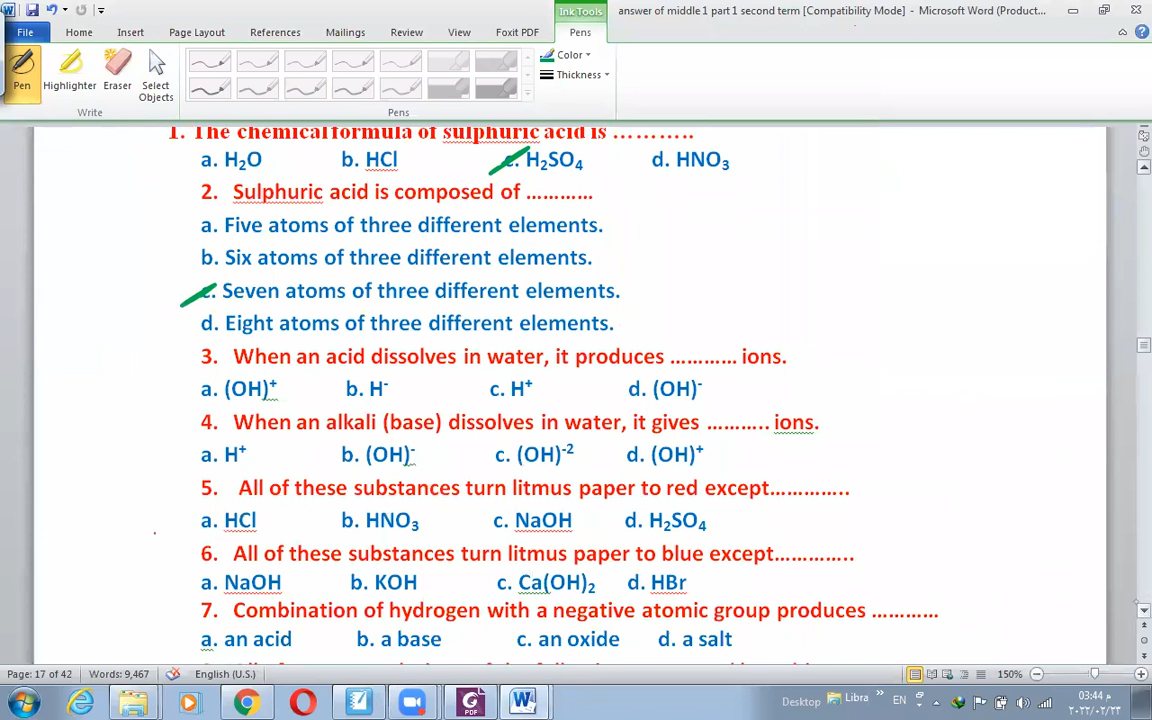 answer of middle 1 part 1 second term [Compatibility Mode] - Microsoft Word (Product...
Ink Tools
File Home Insert Page Layout References Mailings Review View Foxit PDF Pens
Pen Highlighter Eraser Select Objects
Color
Thickness
Write Pens
1. The chemical formula of sulphuric acid is ………..
a. H₂O b. HCl c. H₂SO₄ d. HNO₃
2. Sulphuric acid is composed of …………
a. Five atoms of three different elements.
b. Six atoms of three different elements.
c. Seven atoms of three different elements.
d. Eight atoms of three different elements.
3. When an acid dissolves in water, it produces ………… ions.
a. (OH)⁺ b. H⁻ c. H⁺ d. (OH)⁻
4. When an alkali (base) dissolves in water, it gives ……….. ions.
a. H⁺ b. (OH)⁻ c. (OH)⁻² d. (OH)⁺
5. All of these substances turn litmus paper to red except…………..
a. HCl b. HNO₃ c. NaOH d. H₂SO₄
6. All of these substances turn litmus paper to blue except…………..
a. NaOH b. KOH c. Ca(OH)₂ d. HBr
7. Combination of hydrogen with a negative atomic group produces …………
a. an acid b. a base c. an oxide d. a salt
Page: 17 of 42 Words: 9,467 English (U.S.) 150%
Desktop Libra » EN 03:44 م
٢٠٢٢/٠٢/٢٣